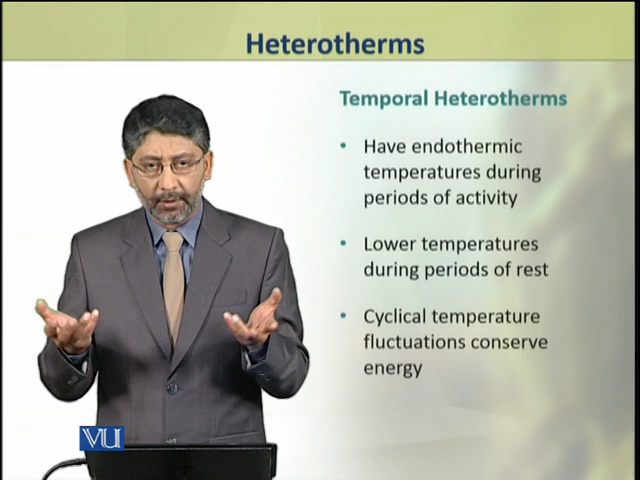 Heterotherms
Temporal Heterotherms
• Have endothermic
temperatures during
periods of activity
• Lower temperatures
during periods of rest
• Cyclical temperature
fluctuations conserve
energy
VU